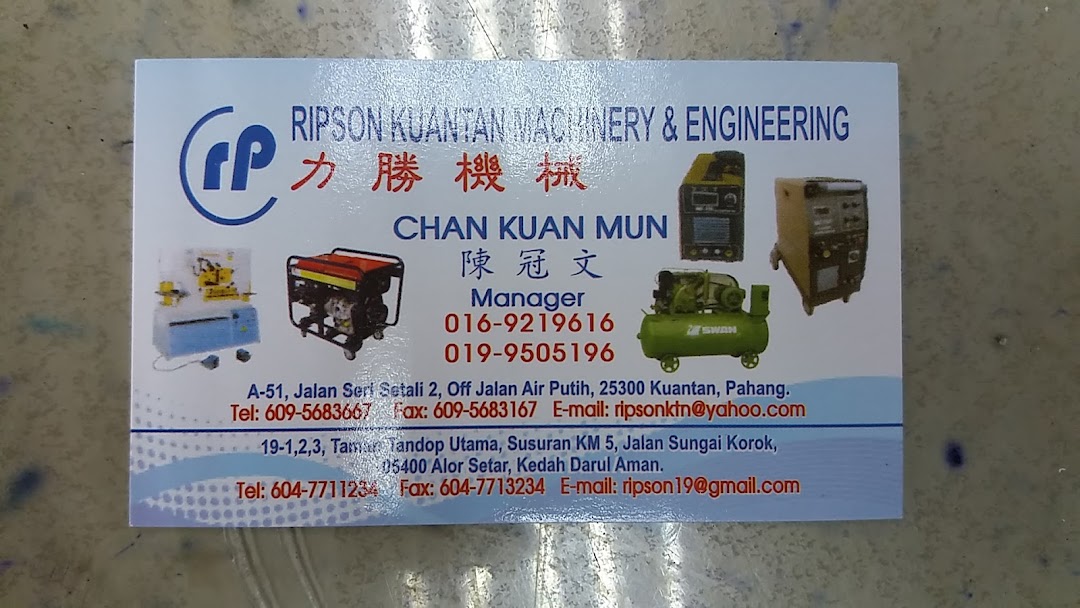 rp
RIPSON KUANTAN MACHINERY & ENGINEERING
力勝機械
CHAN KUAN MUN
陳冠文
Manager
016-9219616
019-9505196
SWAN
A-51, Jalan Seri Setali 2, Off Jalan Air Putih, 25300 Kuantan, Pahang.
Tel: 609-5683667 Fax: 609-5683167 E-mail: ripsonktn@yahoo.com
19-1,2,3, Taman Tandop Utama, Susuran KM 5, Jalan Sungai Korok,
05400 Alor Setar, Kedah Darul Aman.
Tel: 604-7711234 Fax: 604-7713234 E-mail: ripson19@gmail.com